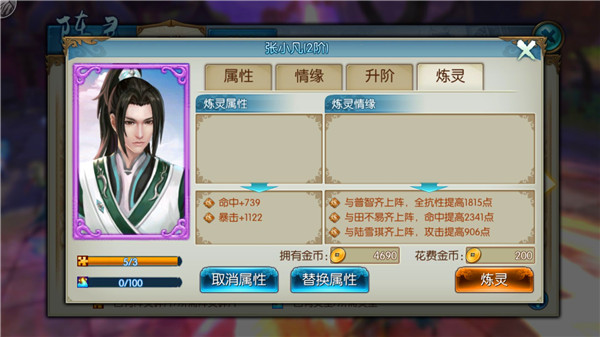 阵灵
张小凡(2阶)
属性 情缘 升阶 炼灵
炼灵属性 炼灵情缘
命中+739
暴击+1122
与普智齐上阵，全抗性提高1815点
与田不易齐上阵，命中提高2341点
与陆雪琪齐上阵，攻击提高906点
拥有金币： 4690 花费金币： 200
5/3
0/100
取消属性 替换属性 炼灵